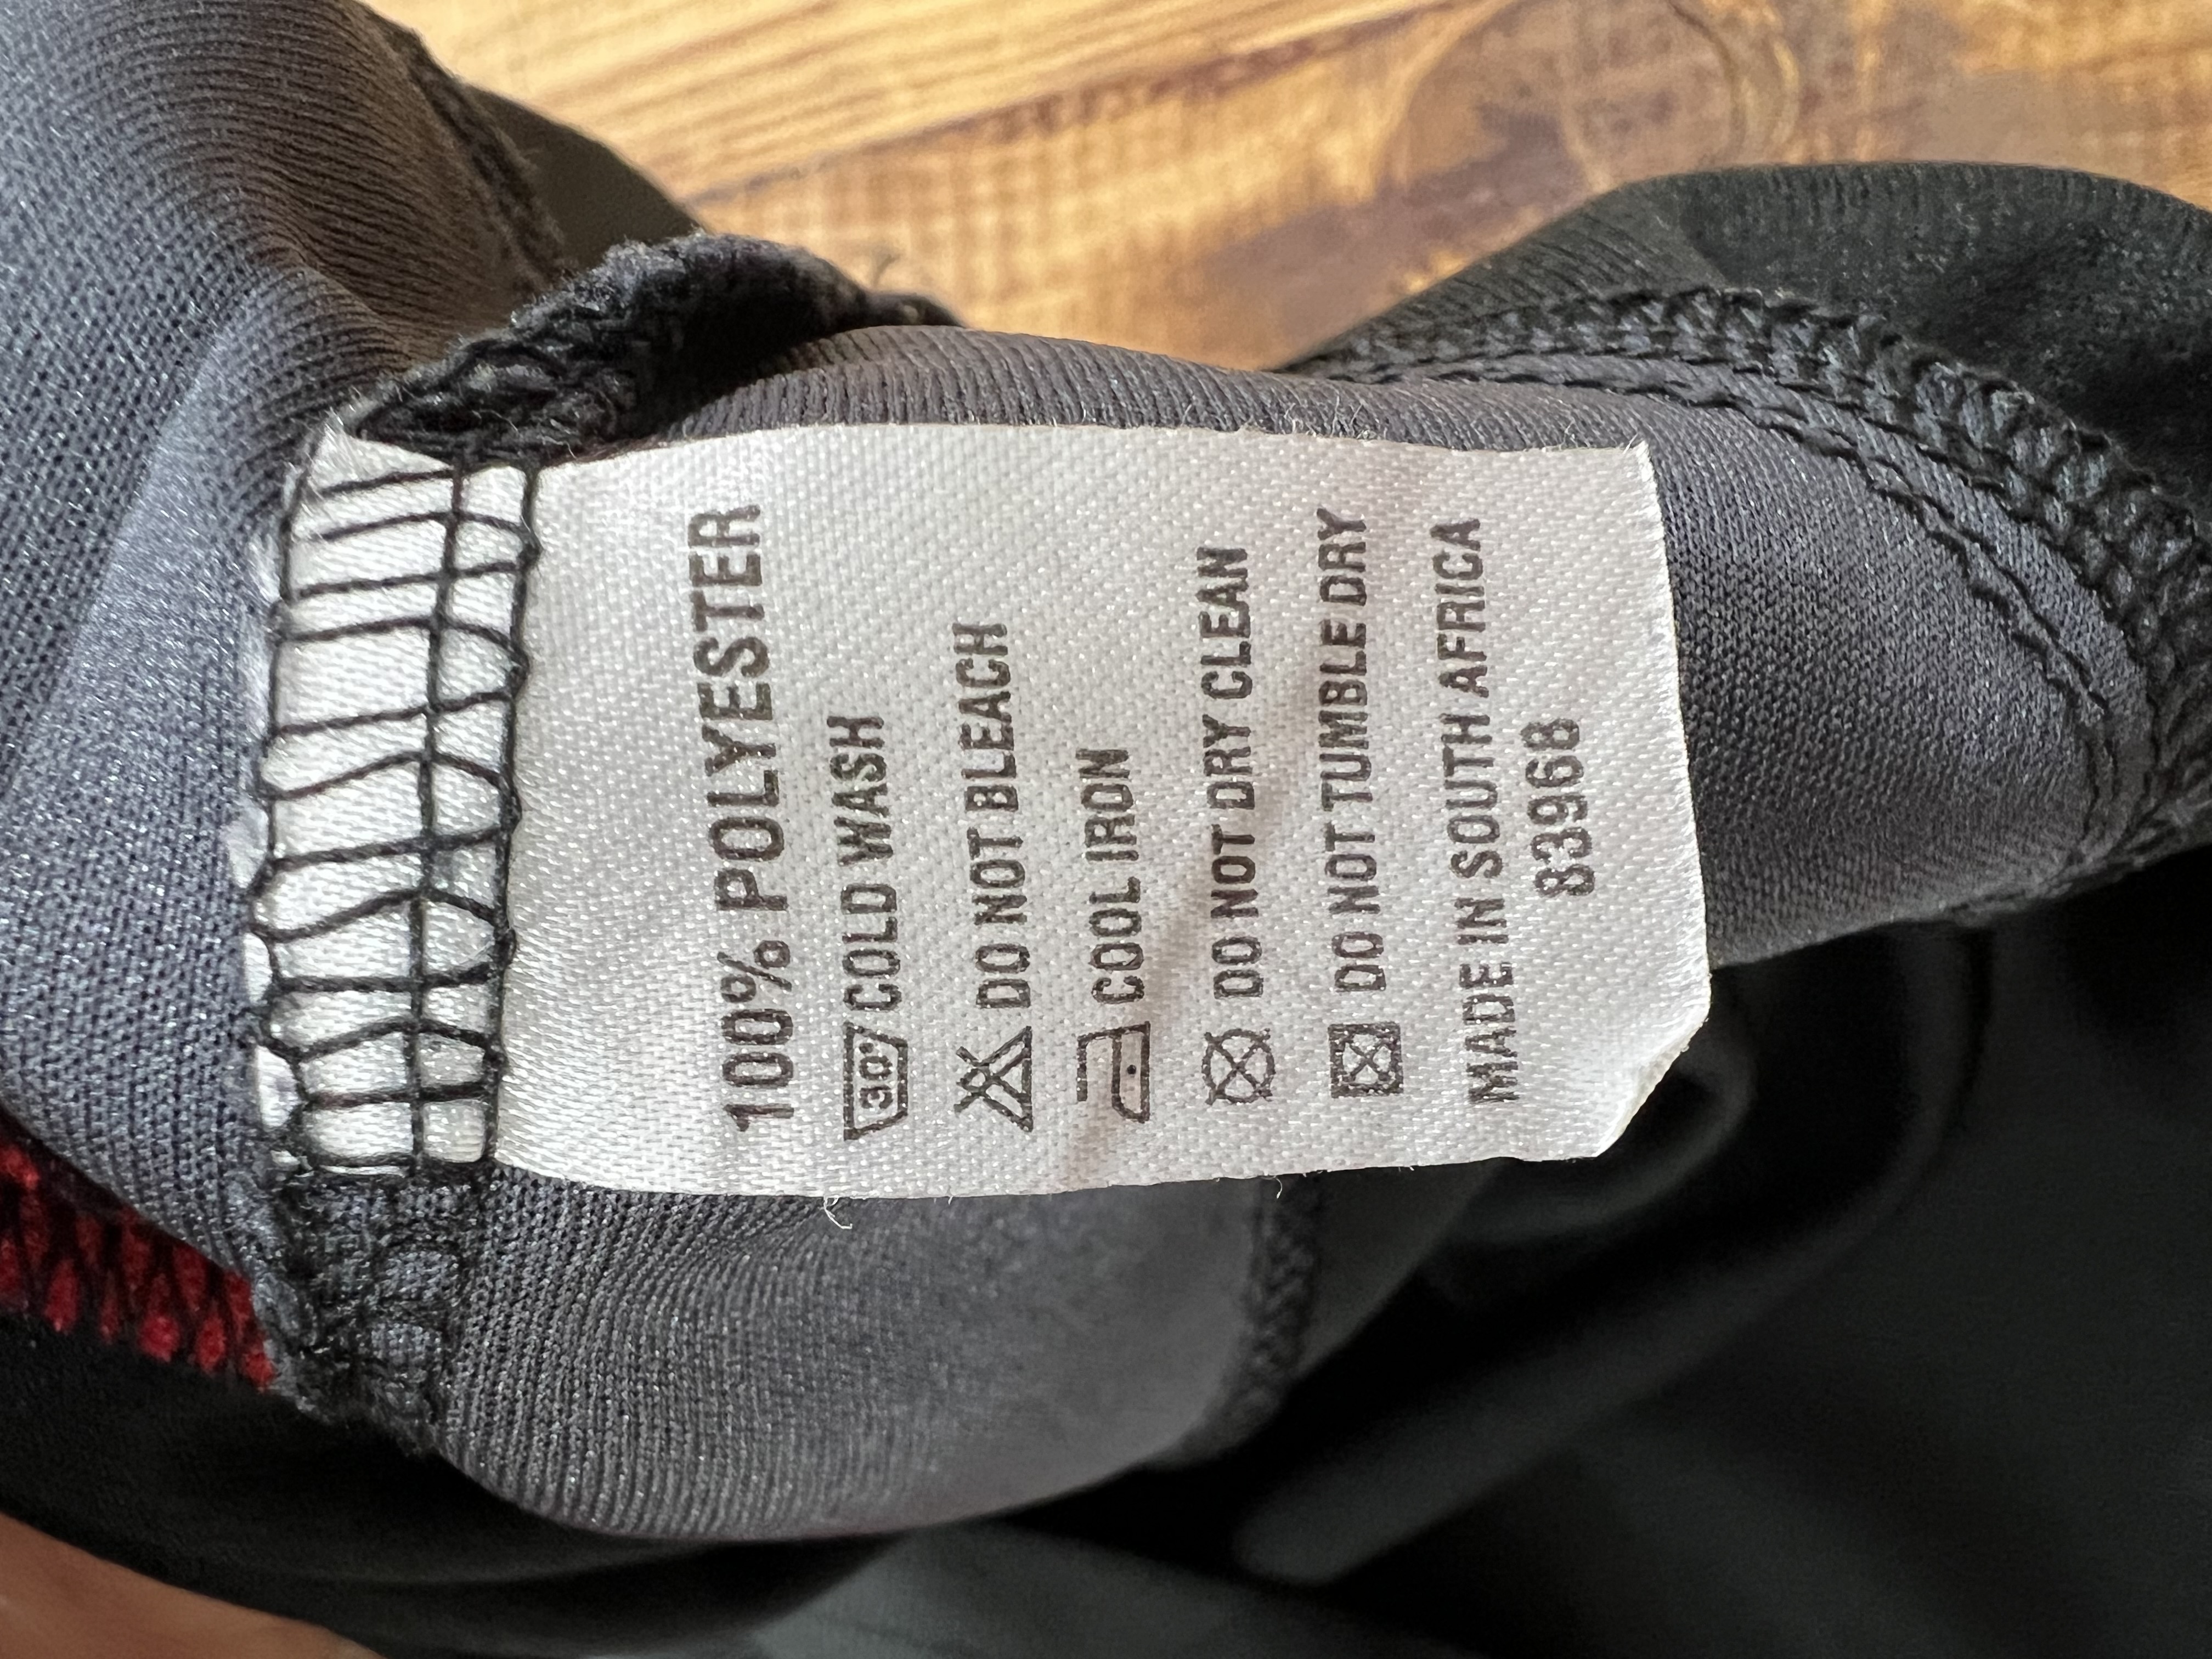 100% POLYESTER
30° COLD WASH
DO NOT BLEACH
COOL IRON
DO NOT DRY CLEAN
DO NOT TUMBLE DRY
MADE IN SOUTH AFRICA
83968